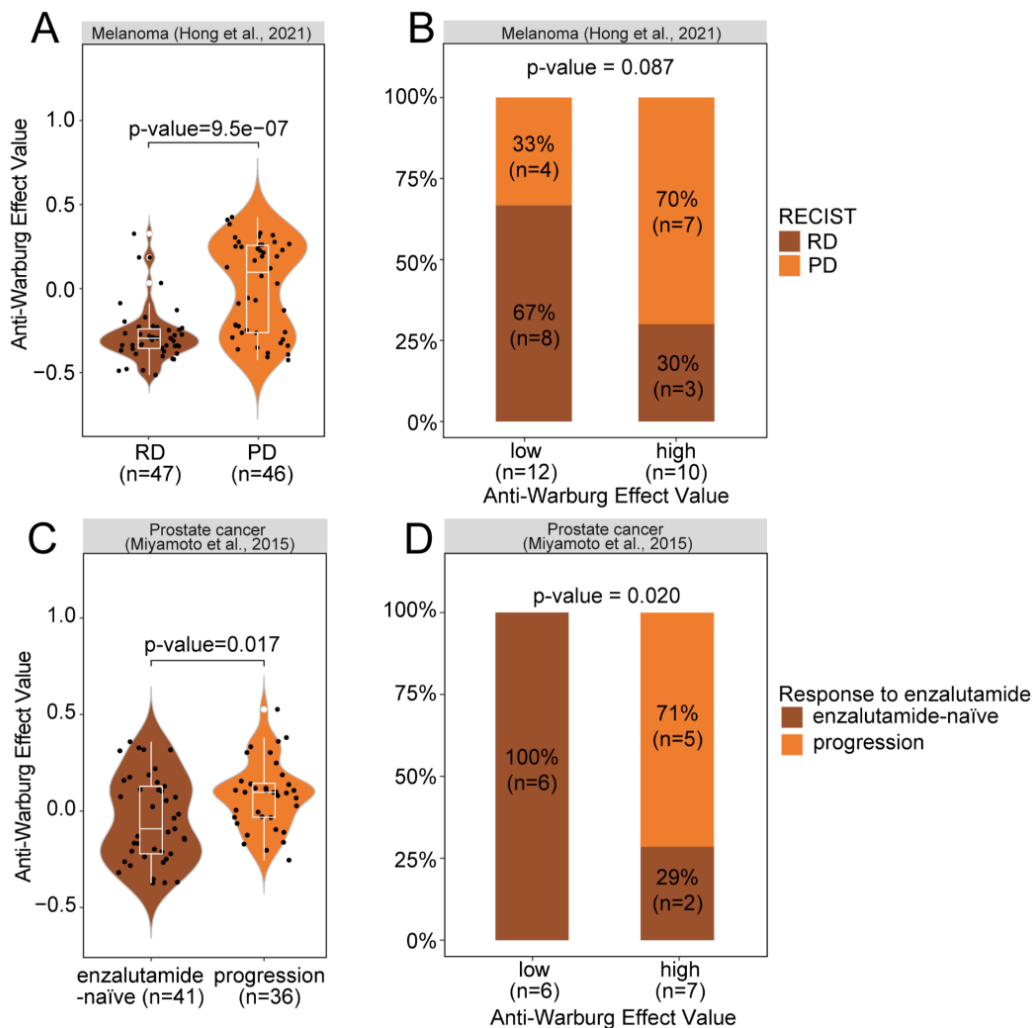 A
Melanoma (Hong et al., 2021)
Anti-Warburg Effect Value
1.0
0.5
0.0
−0.5
p-value=9.5e−07
RD
(n=47)
PD
(n=46)
B
Melanoma (Hong et al., 2021)
p-value = 0.087
100%
75%
50%
25%
0%
33%
(n=4)
67%
(n=8)
70%
(n=7)
30%
(n=3)
low
(n=12)
high
(n=10)
Anti-Warburg Effect Value
RECIST
RD
PD
C
Prostate cancer
(Miyamoto et al., 2015)
Anti-Warburg Effect Value
1.0
0.5
0.0
−0.5
p-value=0.017
enzalutamide
-naïve (n=41)
progression
(n=36)
D
Prostate cancer
(Miyamoto et al., 2015)
p-value = 0.020
100%
75%
50%
25%
0%
100%
(n=6)
71%
(n=5)
29%
(n=2)
low
(n=6)
high
(n=7)
Anti-Warburg Effect Value
Response to enzalutamide
enzalutamide-naïve
progression